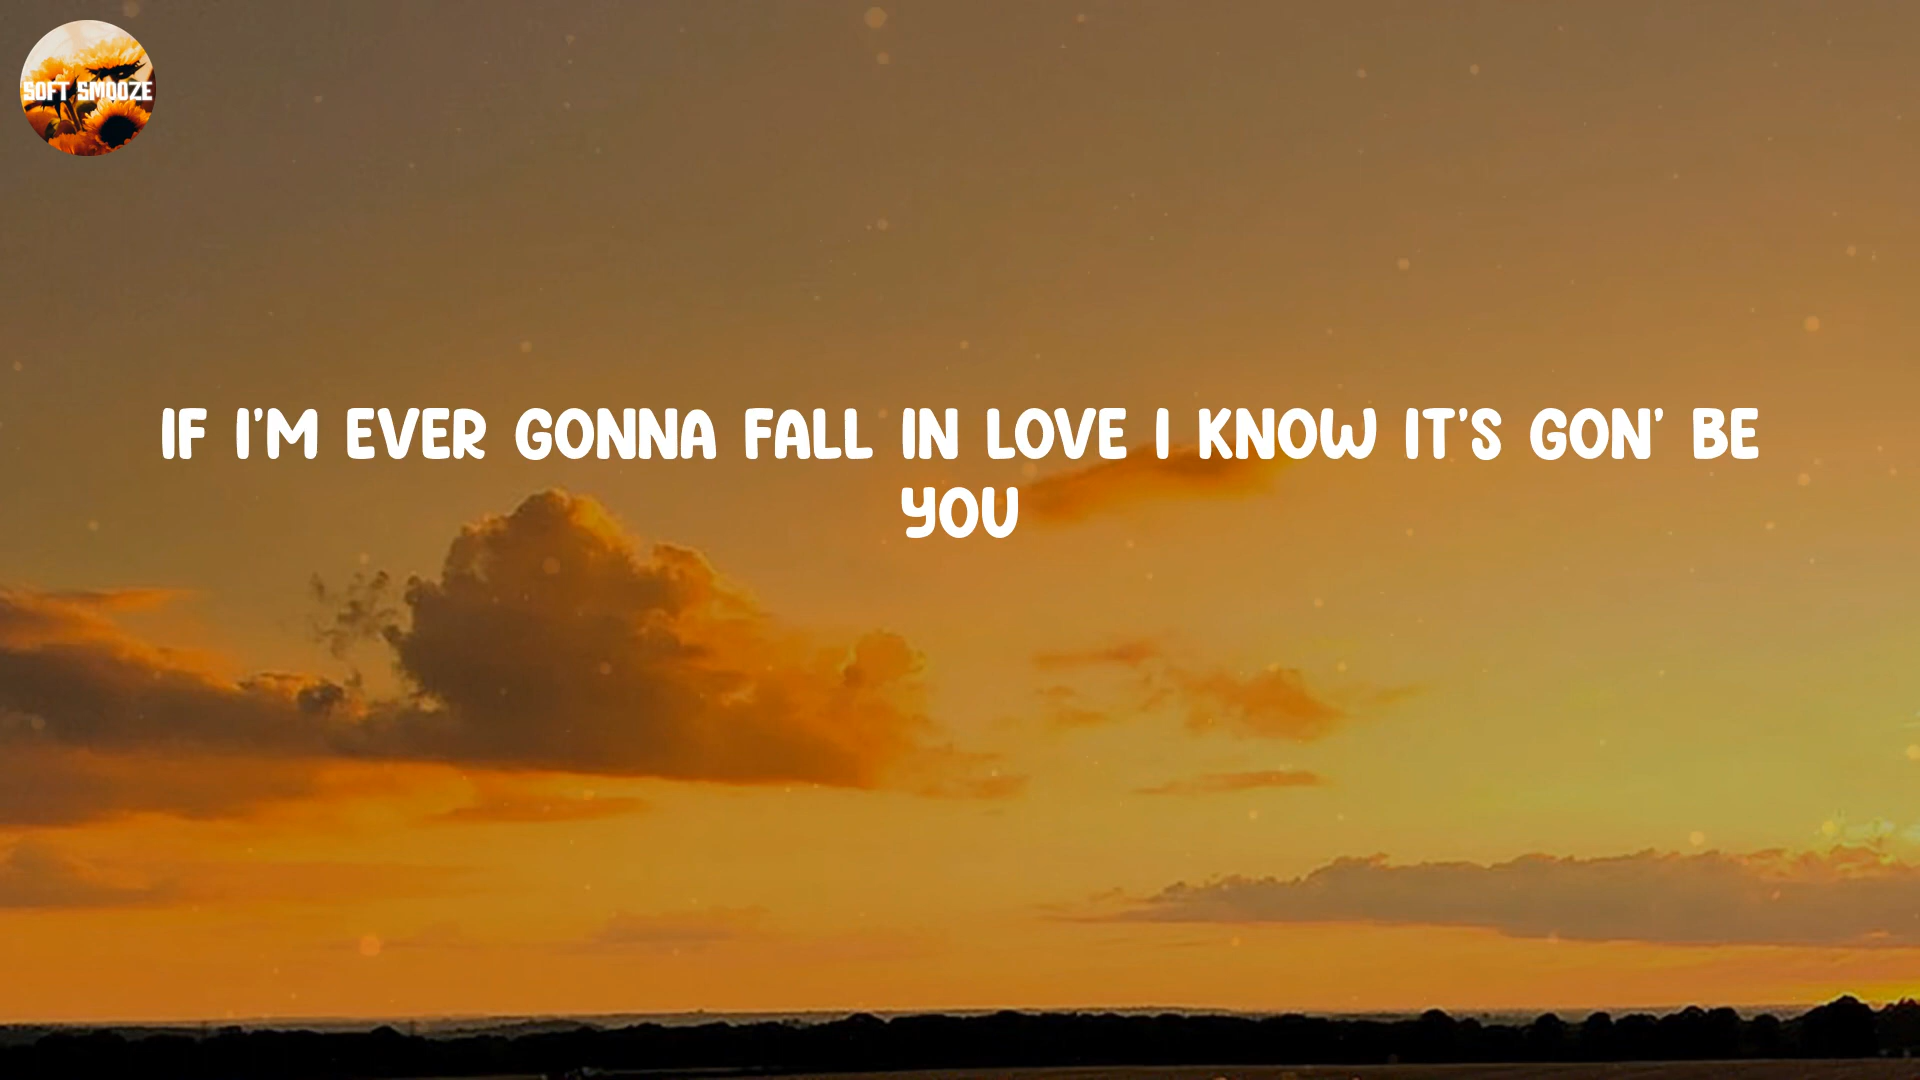 SOFT SMOOZE
IF I'M EVER GONNA FALL IN LOVE I KNOW IT'S GON' BE
YOU